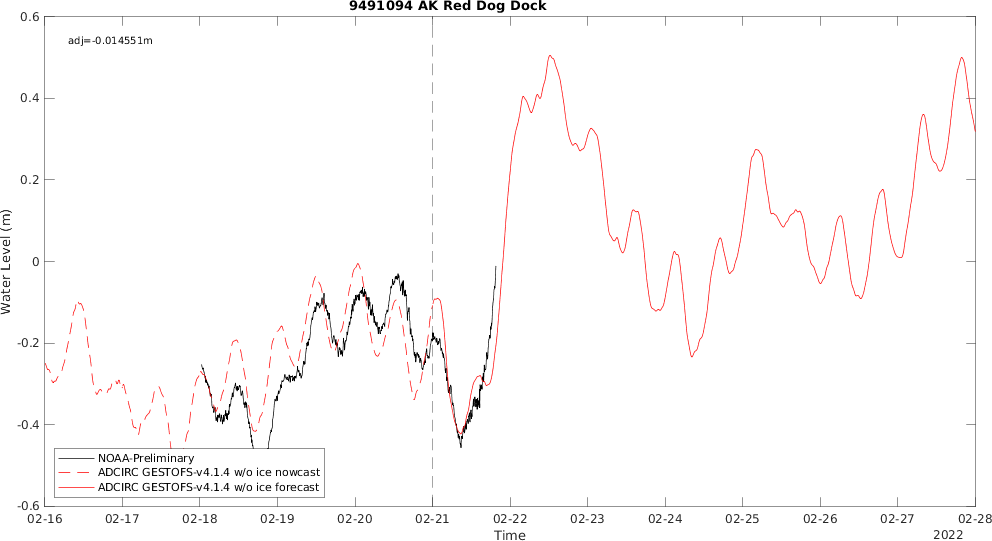 9491094 AK Red Dog Dock
adj=-0.014551m
0.6
0.4
0.2
0
-0.2
-0.4
-0.6
Water Level (m)
NOAA-Preliminary
ADCIRC GESTOFS-v4.1.4 w/o ice nowcast
ADCIRC GESTOFS-v4.1.4 w/o ice forecast
02-16 02-17 02-18 02-19 02-20 02-21 02-22 02-23 02-24 02-25 02-26 02-27 02-28
Time
2022